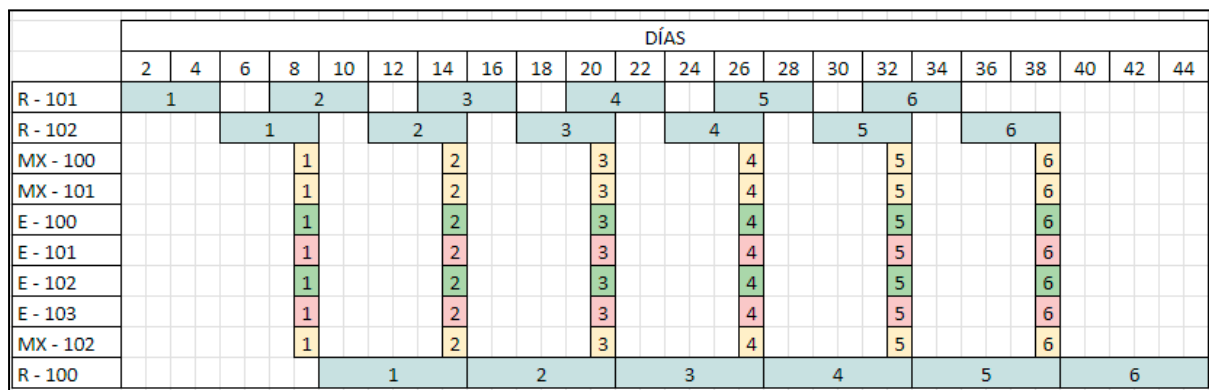 DÍAS
2 4 6 8 10 12 14 16 18 20 22 24 26 28 30 32 34 36 38 40 42 44
R - 101 1 2 3 4 5 6
R - 102 1 2 3 4 5 6
MX - 100 1 2 3 4 5 6
MX - 101 1 2 3 4 5 6
E - 100 1 2 3 4 5 6
E - 101 1 2 3 4 5 6
E - 102 1 2 3 4 5 6
E - 103 1 2 3 4 5 6
MX - 102 1 2 3 4 5 6
R - 100 1 2 3 4 5 6